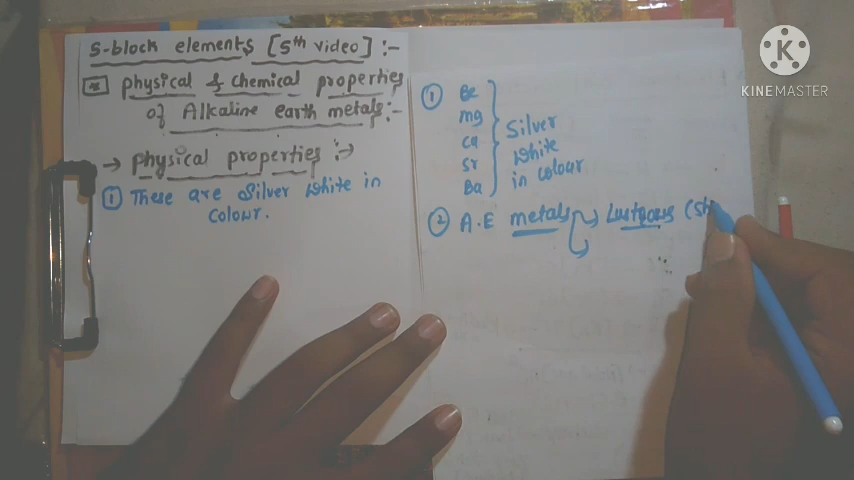 S-block elements [5th video] :-
* physical & chemical properties
of Alkaline earth metals:-
→ physical properties :→
① These are Silver White in
Colour.
① Be
mg
ca
Sr
Ba
Silver
White
in colour
② A.E metals → Lustrous (Sh
K
KINEMASTER